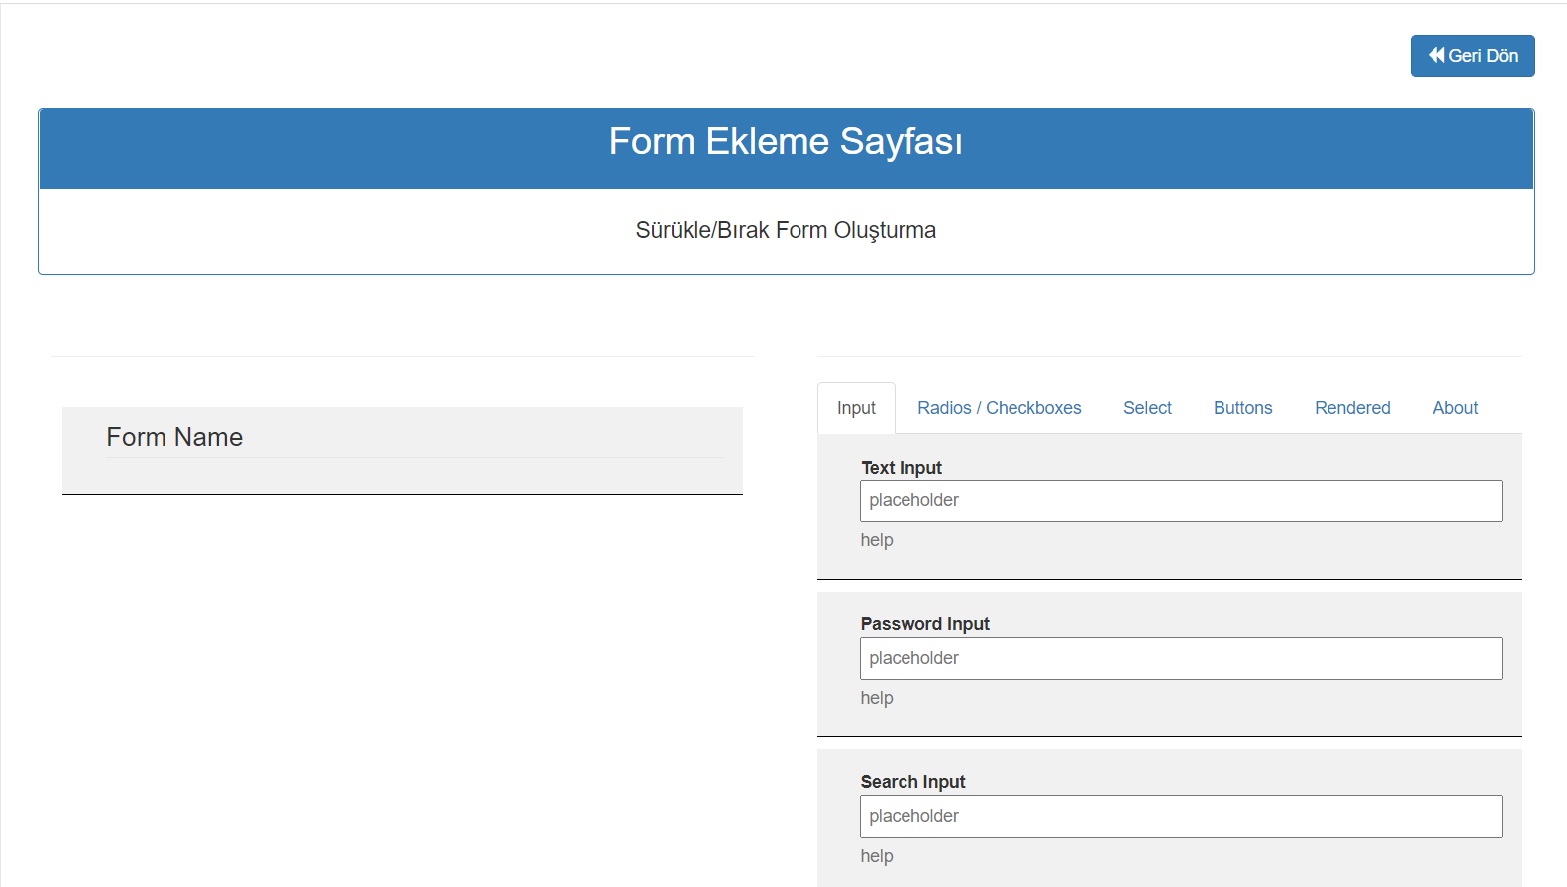 Geri Dön
Form Ekleme Sayfası
Sürükle/Bırak Form Oluşturma
Form Name
Input Radios / Checkboxes Select Buttons Rendered About
Text Input
placeholder
help
Password Input
placeholder
help
Search Input
placeholder
help